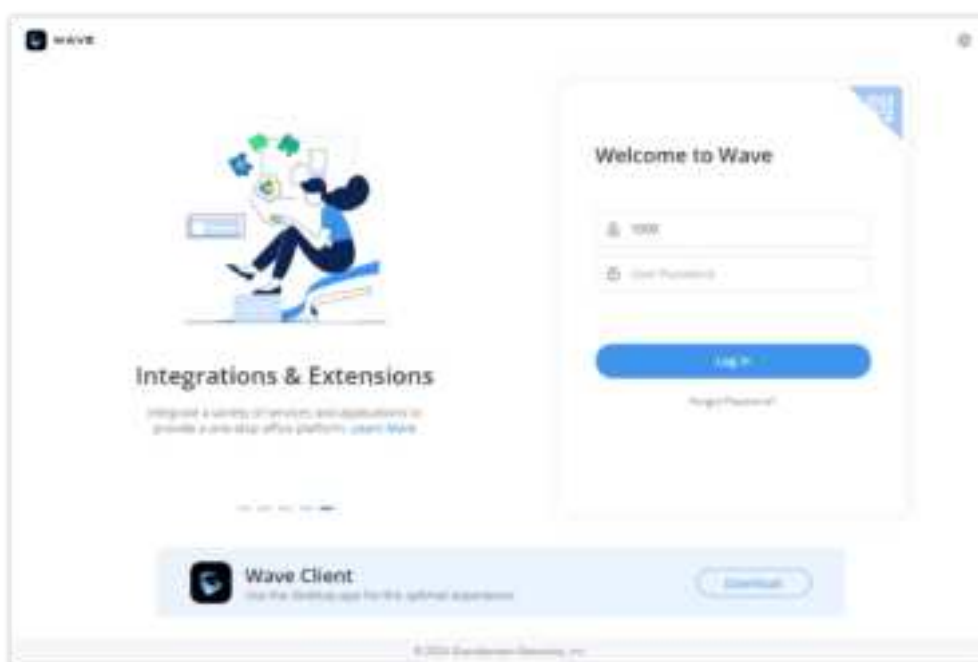 WAVE
Welcome to Wave
1000
User Password
Log In
Forgot Password?
Integrations & Extensions
Integrate a variety of services and applications to
provide a one-stop office platform. Learn More
Wave Client
Use the desktop app for the optimal experience
Download